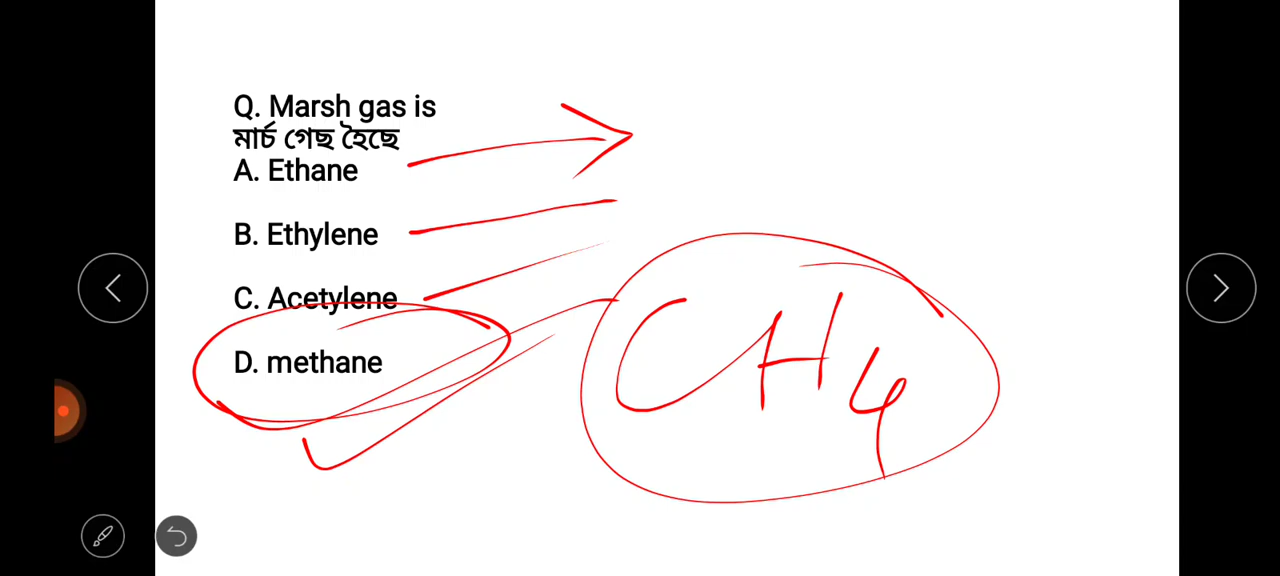 Q. Marsh gas is
মাৰ্চ গেছ হৈছে
A. Ethane
B. Ethylene
C. Acetylene
D. methane
CH4